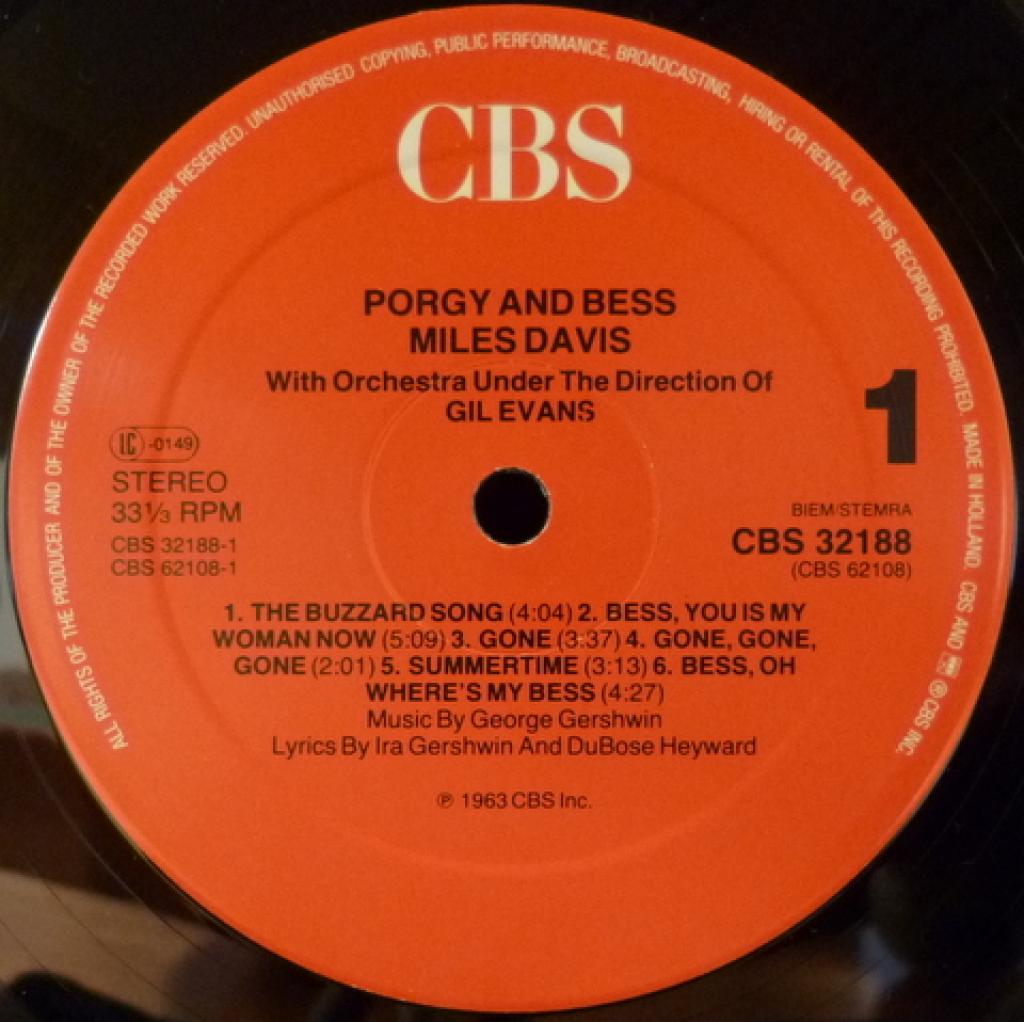 ALL RIGHTS OF THE PRODUCER AND OF THE OWNER OF THE RECORDED WORK RESERVED. UNAUTHORISED COPYING, PUBLIC PERFORMANCE, BROADCASTING, HIRING OR RENTAL OF THIS RECORDING PROHIBITED. MADE IN HOLLAND. CBS AND ℗ CBS INC.
CBS
PORGY AND BESS
MILES DAVIS
With Orchestra Under The Direction Of
GIL EVANS
1
LC -0149
STEREO
33⅓ RPM
CBS 32188-1
CBS 62108-1
BIEM/STEMRA
CBS 32188
(CBS 62108)
1. THE BUZZARD SONG (4:04) 2. BESS, YOU IS MY
WOMAN NOW (5:09) 3. GONE (3:37) 4. GONE, GONE,
GONE (2:01) 5. SUMMERTIME (3:13) 6. BESS, OH
WHERE'S MY BESS (4:27)
Music By George Gershwin
Lyrics By Ira Gershwin And DuBose Heyward
℗ 1963 CBS Inc.